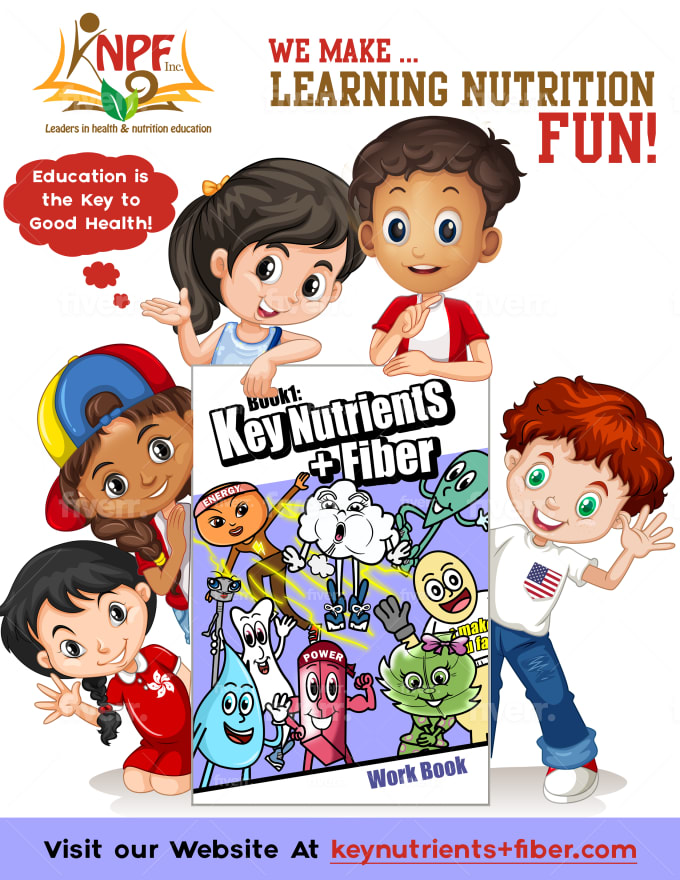 KNPF Inc.
Leaders in health & nutrition education
WE MAKE ...
LEARNING NUTRITION
FUN!
Education is
the Key to
Good Health!
Book1:
Key Nutrients
+ Fiber
ENERGY
POWER
Work Book
fiverr.
Visit our Website At keynutrients+fiber.com